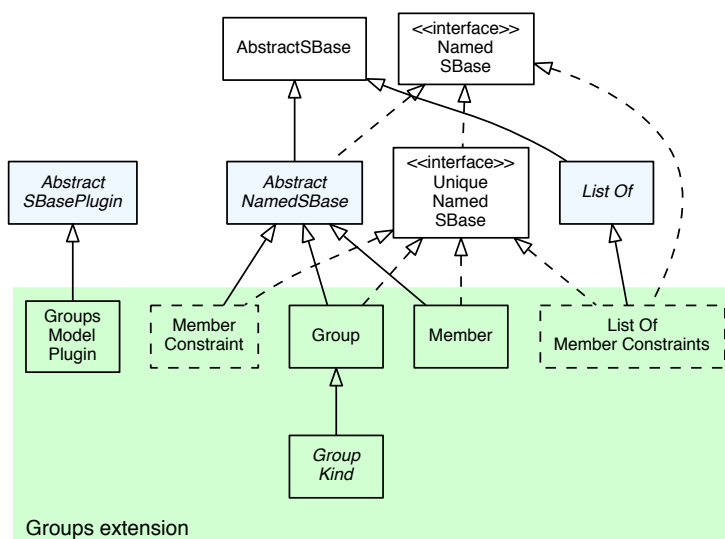 AbstractSBase
<<interface>>
Named
SBase
Abstract
SBasePlugin
Abstract
NamedSBase
<<interface>>
Unique
Named
SBase
List Of
Groups
Model
Plugin
Member
Constraint
Group
Member
List Of
Member Constraints
Group
Kind
Groups extension